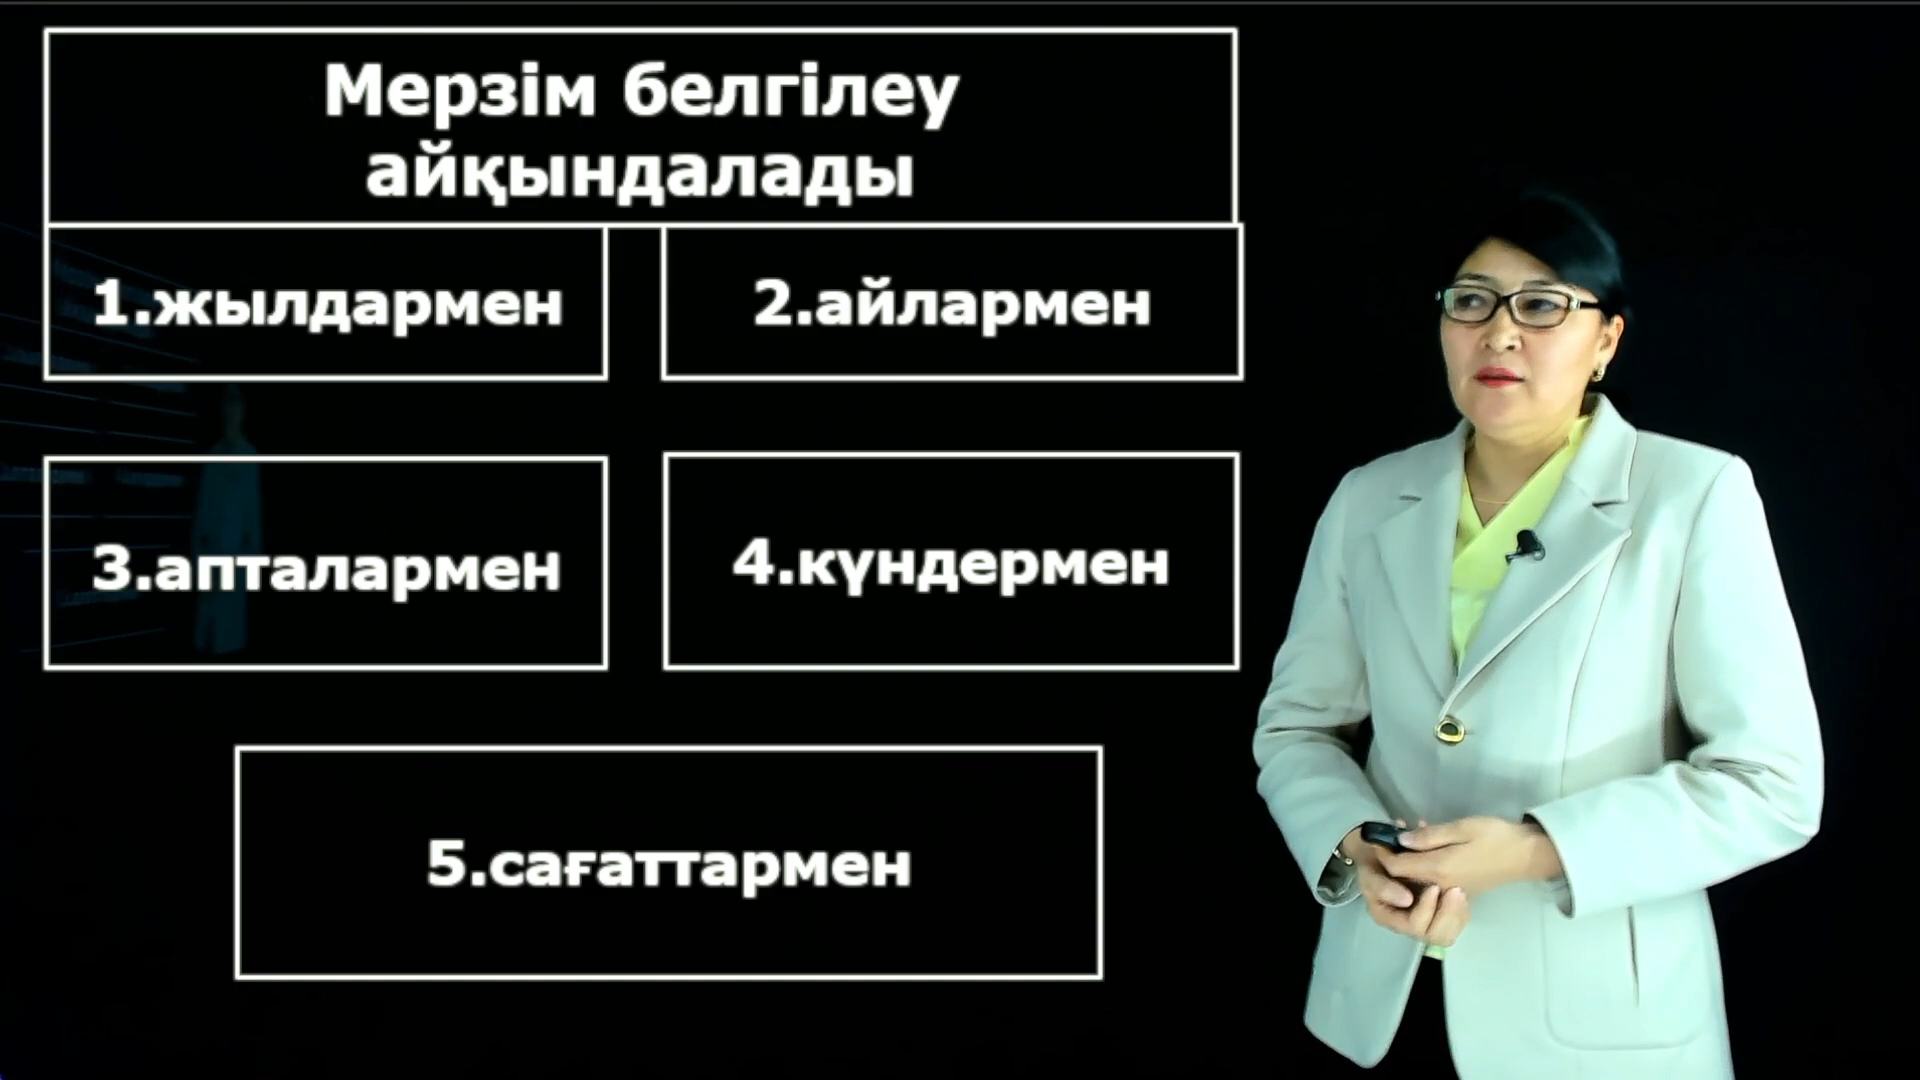 Мерзім белгілеу
айқындалады
1.жылдармен
2.айлармен
3.апталармен
4.күндермен
5.сағаттармен